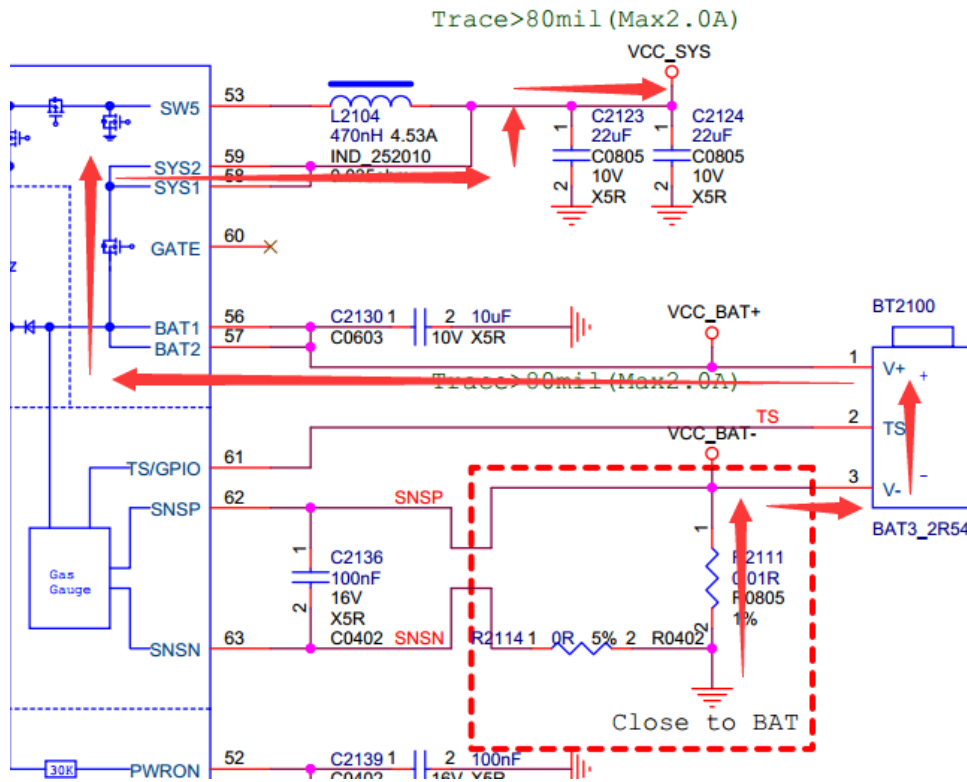 Trace>80mil(Max2.0A)
VCC_SYS
SW5
53
L2104
470nH 4.53A
IND_252010
C2123
22uF
C0805
10V
X5R
1
2
C2124
22uF
C0805
10V
X5R
1
2
SYS2
59
SYS1
58
GATE
60
BAT1
56
BAT2
57
C2130 1 2 10uF
C0603 10V X5R
VCC_BAT+
BT2100
Trace>80mil(Max2.0A)
1
V+
+
2
TS
TS
VCC_BAT-
3
V-
-
BAT3_2R54
TS/GPIO
61
SNSP
62
SNSP
C2136
100nF
16V
X5R
C0402
1
2
Gas
Gauge
SNSN
63
SNSN
R2114 1 0R 5% 2 R0402
1
R2111
0.01R
R0805
1%
2
Close to BAT
30K
PWRON
52
C2139 1 2 100nF
C0402 16V X5R